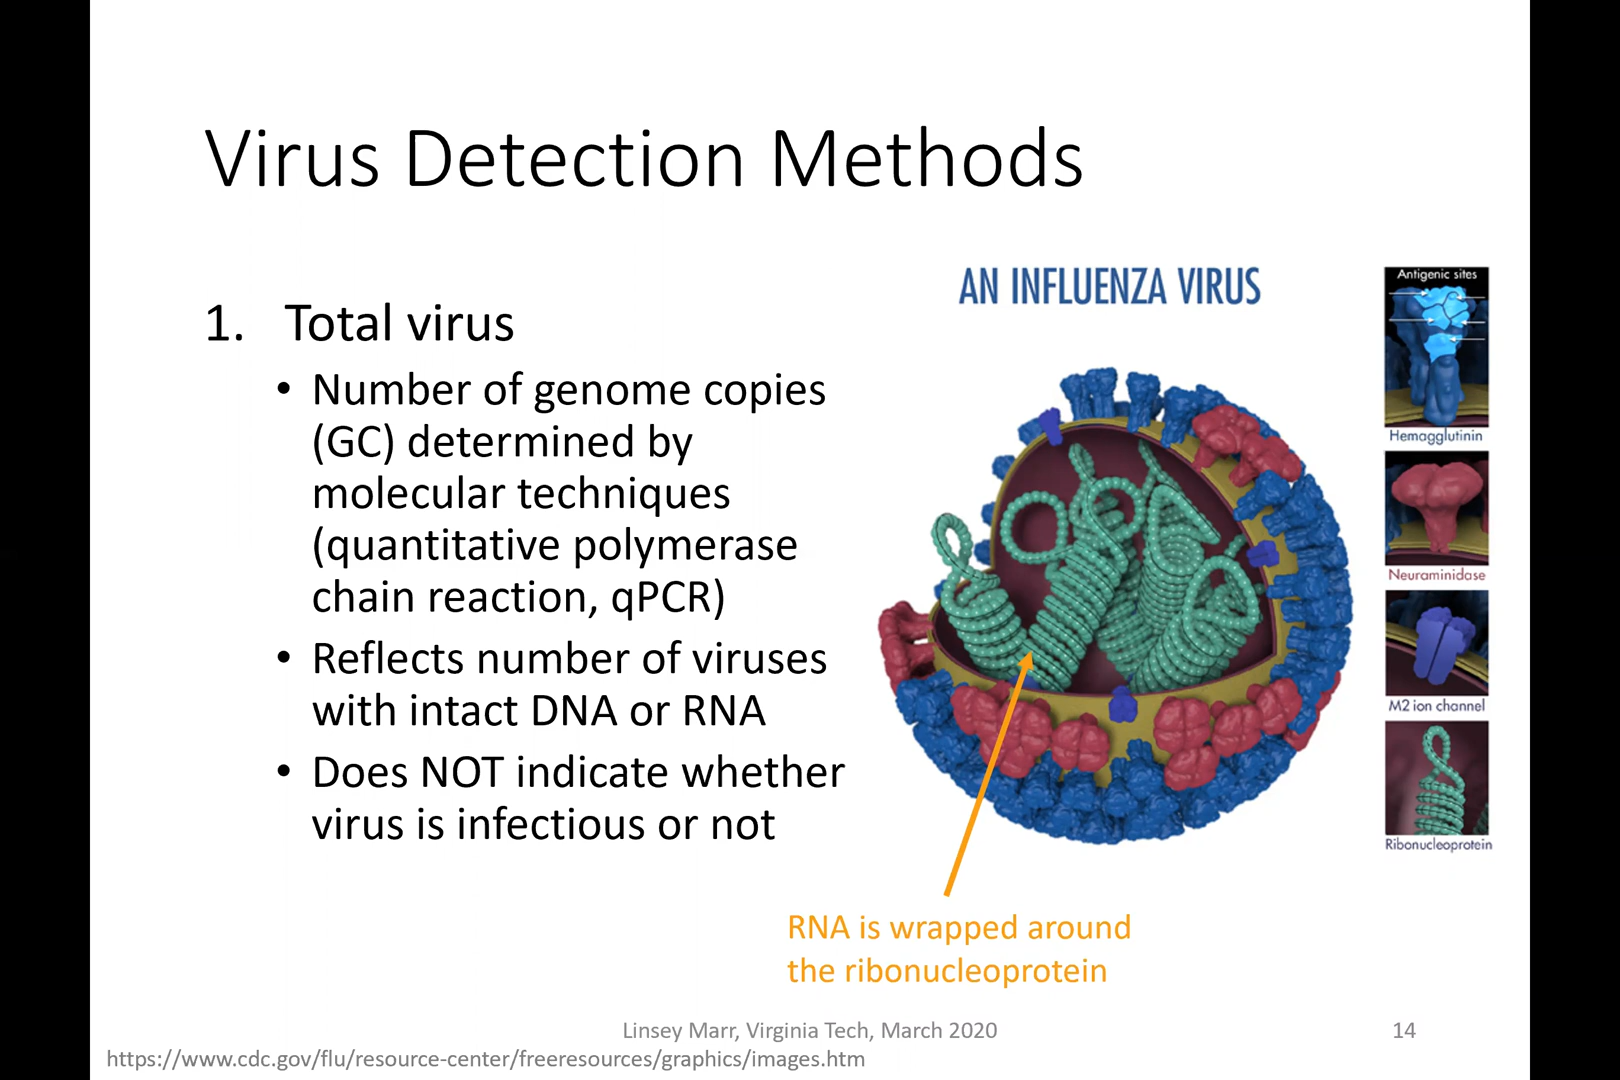 Virus Detection Methods
1. Total virus
• Number of genome copies
(GC) determined by
molecular techniques
(quantitative polymerase
chain reaction, qPCR)
• Reflects number of viruses
with intact DNA or RNA
• Does NOT indicate whether
virus is infectious or not
AN INFLUENZA VIRUS
Antigenic sites
Hemagglutinin
Neuraminidase
M2 ion channel
Ribonucleoprotein
RNA is wrapped around
the ribonucleoprotein
Linsey Marr, Virginia Tech, March 2020
14
https://www.cdc.gov/flu/resource-center/freeresources/graphics/images.htm